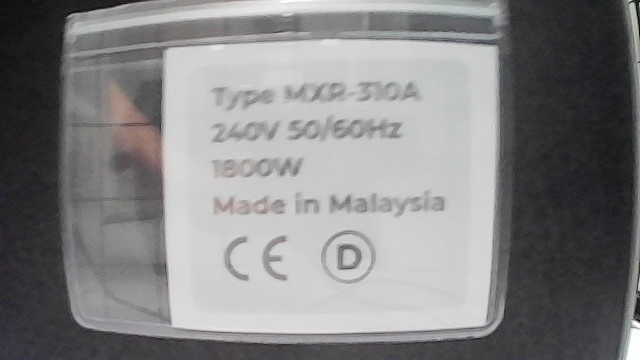 Type MXR-310A
240V 50/60Hz
1800W
Made in Malaysia
CE D